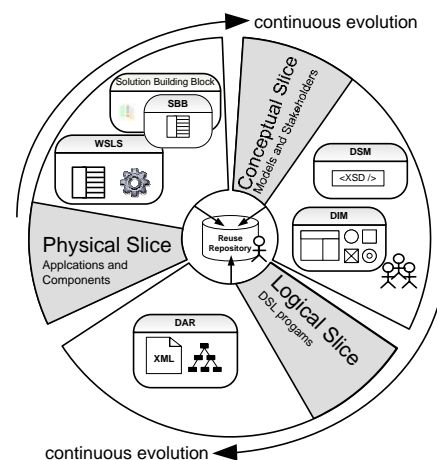 continuous evolution
Solution Building Block
SBB
WSLS
Conceptual Slice
Models and Stakeholders
DSM
<XSD />
DIM
Physical Slice
Applcations and
Components
Reuse
Repository
Logical Slice
DSL progams
DAR
XML
continuous evolution